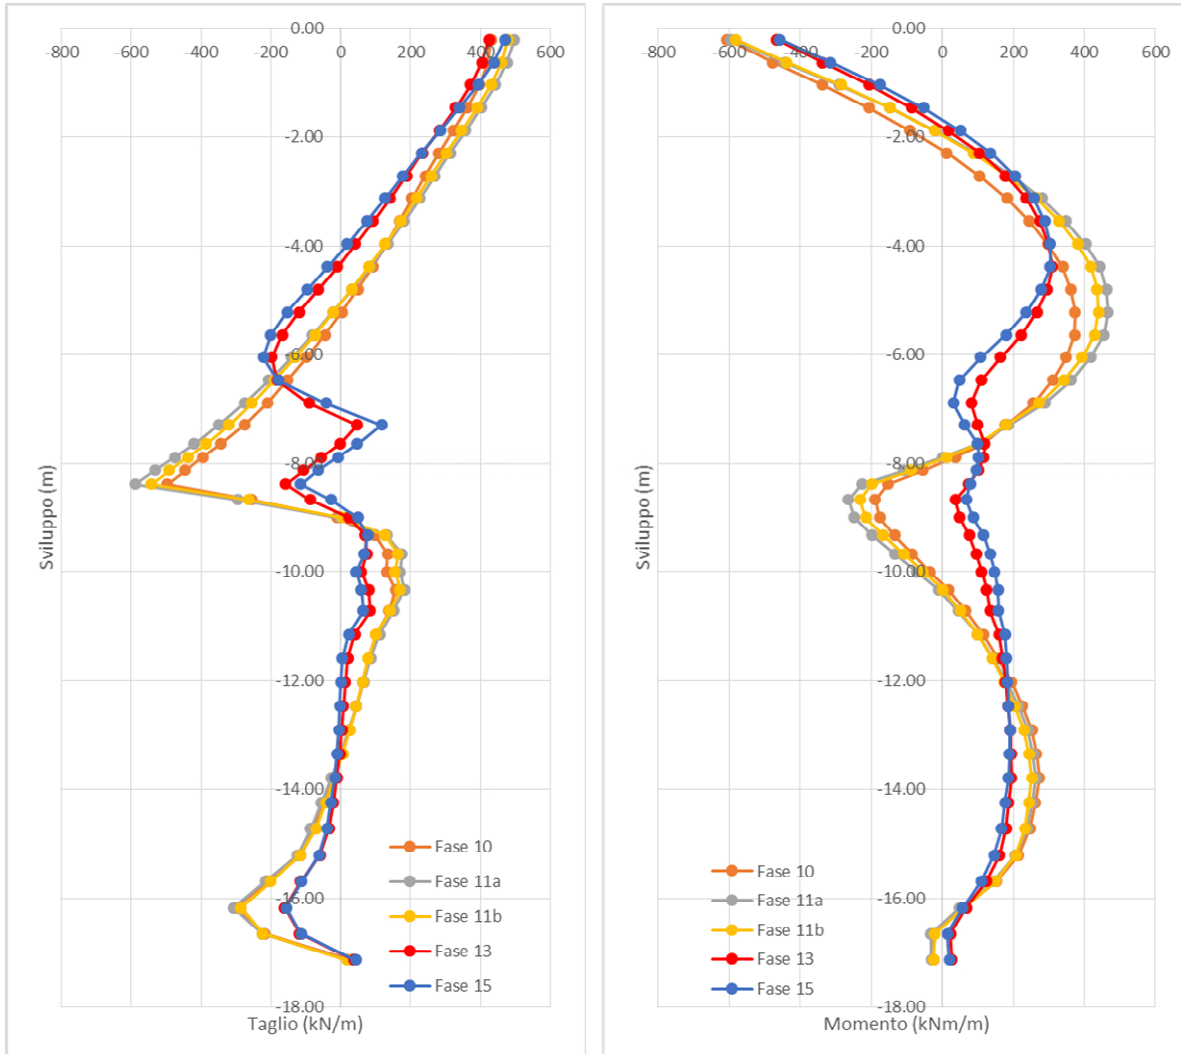 0.00
-800 -600 -400 -200 0 200 400 600
-2.00
-4.00
-6.00
-8.00
-10.00
-12.00
-14.00
-16.00
-18.00
Sviluppo (m)
Fase 10
Fase 11a
Fase 11b
Fase 13
Fase 15
Taglio (kN/m)
0.00
-800 -600 -400 -200 0 200 400 600
-2.00
-4.00
-6.00
-8.00
-10.00
-12.00
-14.00
-16.00
-18.00
Sviluppo (m)
Fase 10
Fase 11a
Fase 11b
Fase 13
Fase 15
Momento (kNm/m)